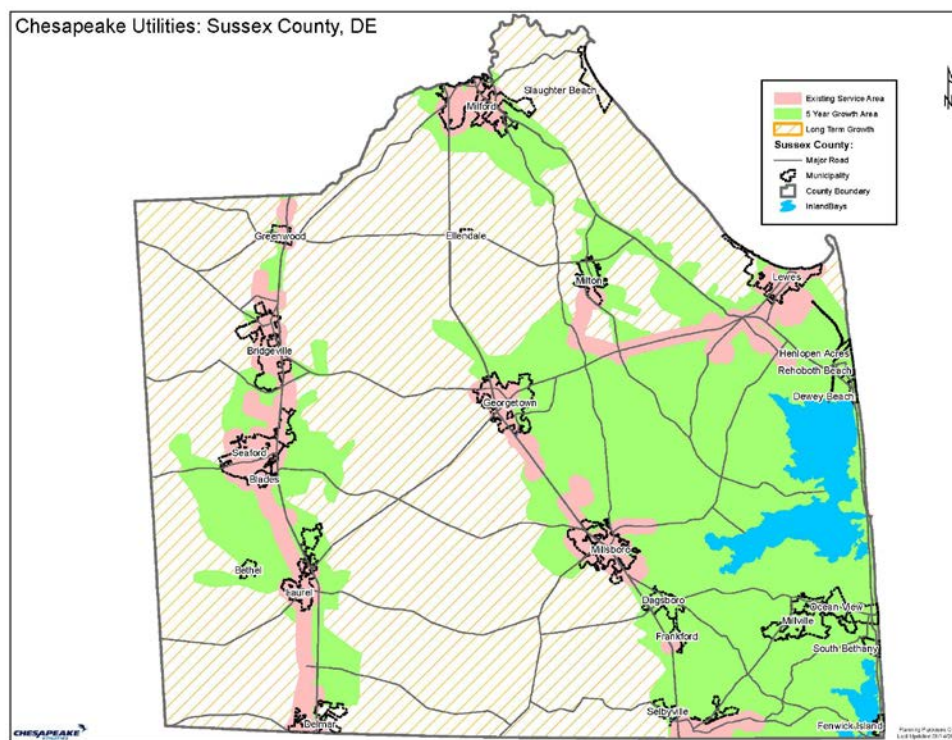 Chesapeake Utilities: Sussex County, DE
N
Existing Service Area
5 Year Growth Area
Long Term Growth
Sussex County:
Major Road
Municipality
County Boundary
InlandBays
Slaughter Beach
Milford
Greenwood
Ellendale
Milton
Lewes
Bridgeville
Henlopen Acres
Rehoboth Beach
Dewey Beach
Georgetown
Seaford
Blades
Millsboro
Bethel
Laurel
Dagsboro
Ocean View
Millville
Frankford
South Bethany
Selbyville
Delmar
Fenwick Island
CHESAPEAKE